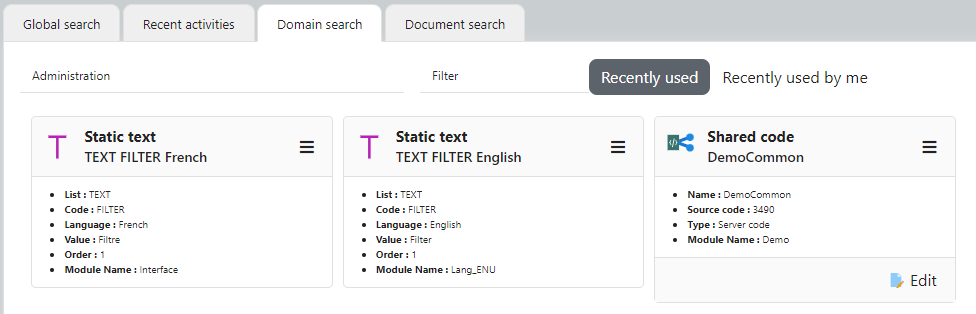 Global search
Recent activities
Domain search
Document search
Administration
Filter
Recently used
Recently used by me
Static text
TEXT FILTER French
List : TEXT
Code : FILTER
Language : French
Value : Filtre
Order : 1
Module Name : Interface
Static text
TEXT FILTER English
List : TEXT
Code : FILTER
Language : English
Value : Filter
Order : 1
Module Name : Lang_ENU
Shared code
DemoCommon
Name : DemoCommon
Source code : 3490
Type : Server code
Module Name : Demo
Edit